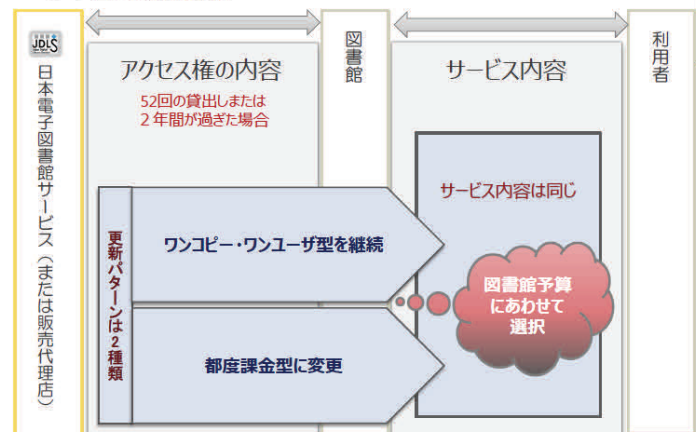 JDLS
日本電子図書館サービス（または販売代理店）
アクセス権の内容
52回の貸出しまたは
2年間が過ぎた場合
図書館
サービス内容
利用者
更新パターンは2種類
ワンコピー・ワンユーザ型を継続
都度課金型に変更
サービス内容は同じ
図書館予算
にあわせて
選択